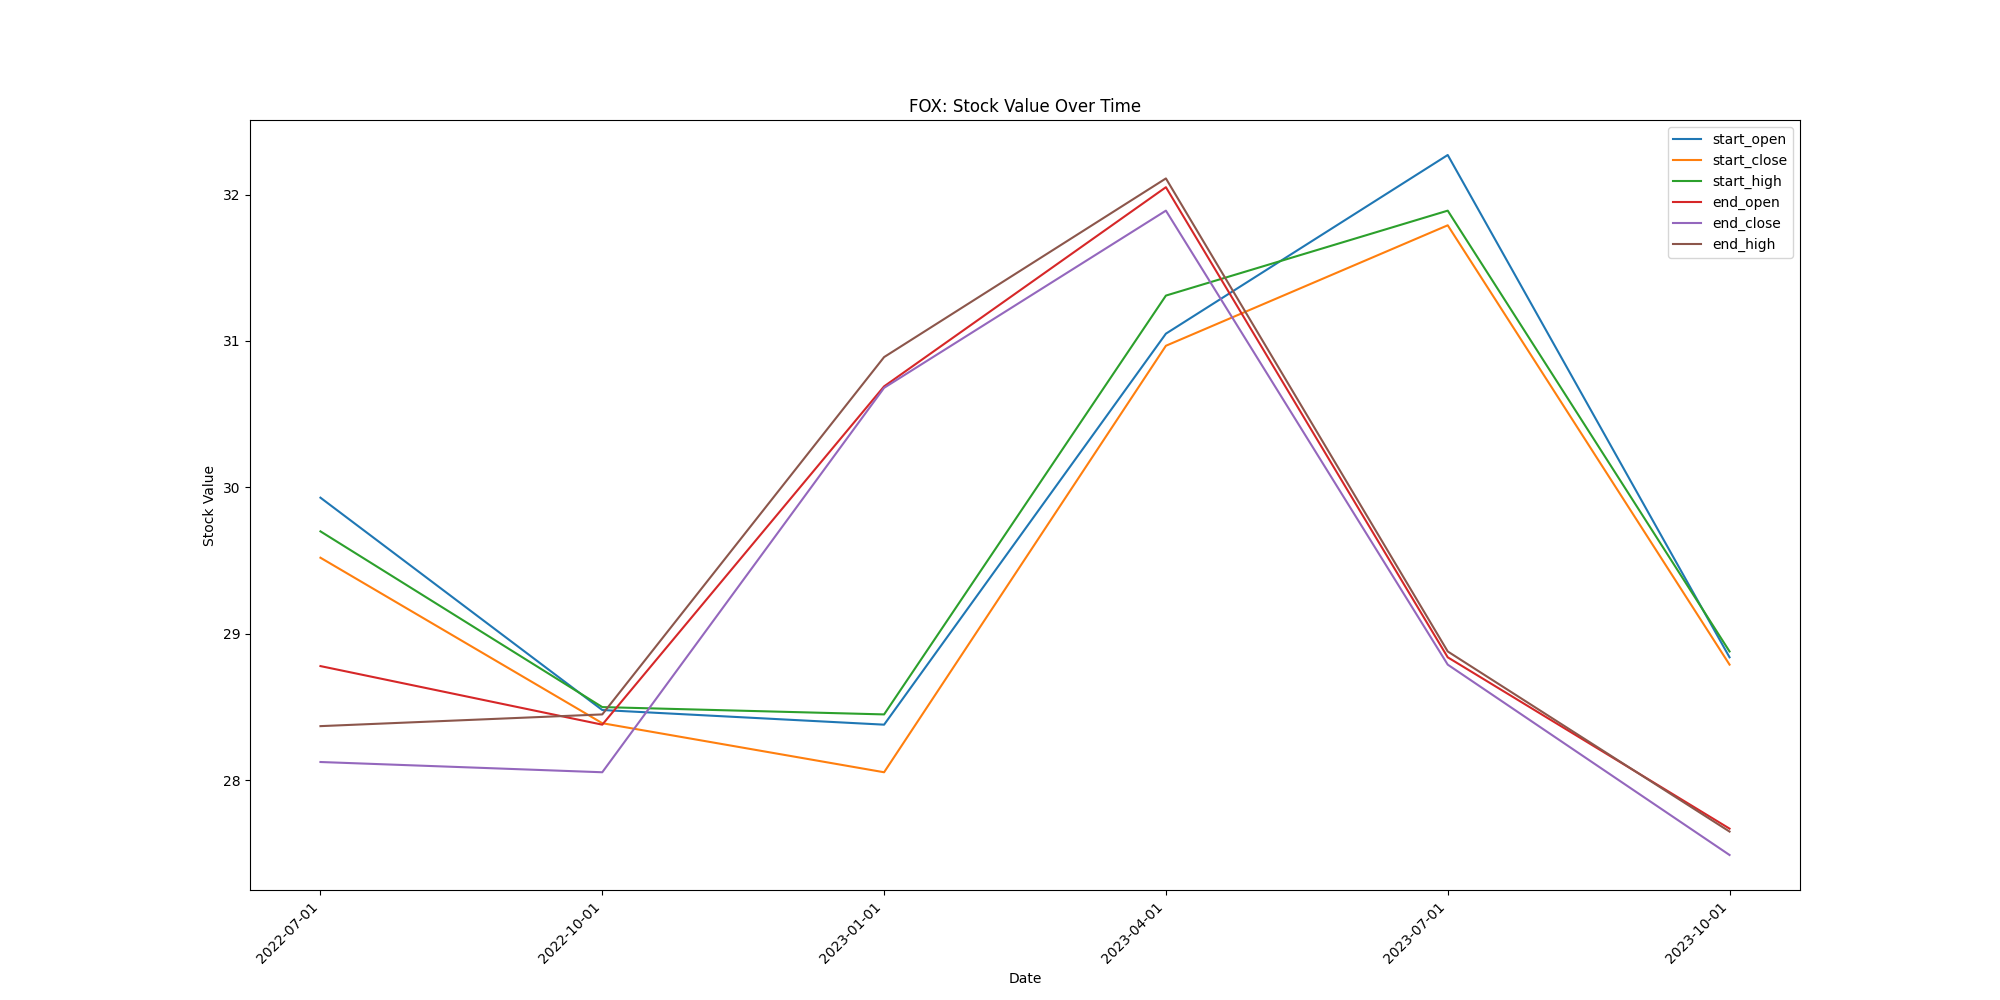 FOX: Stock Value Over Time
start_open
start_close
start_high
end_open
end_close
end_high
Stock Value
32
31
30
29
28
2022-07-01
2022-10-01
2023-01-01
2023-04-01
2023-07-01
2023-10-01
Date